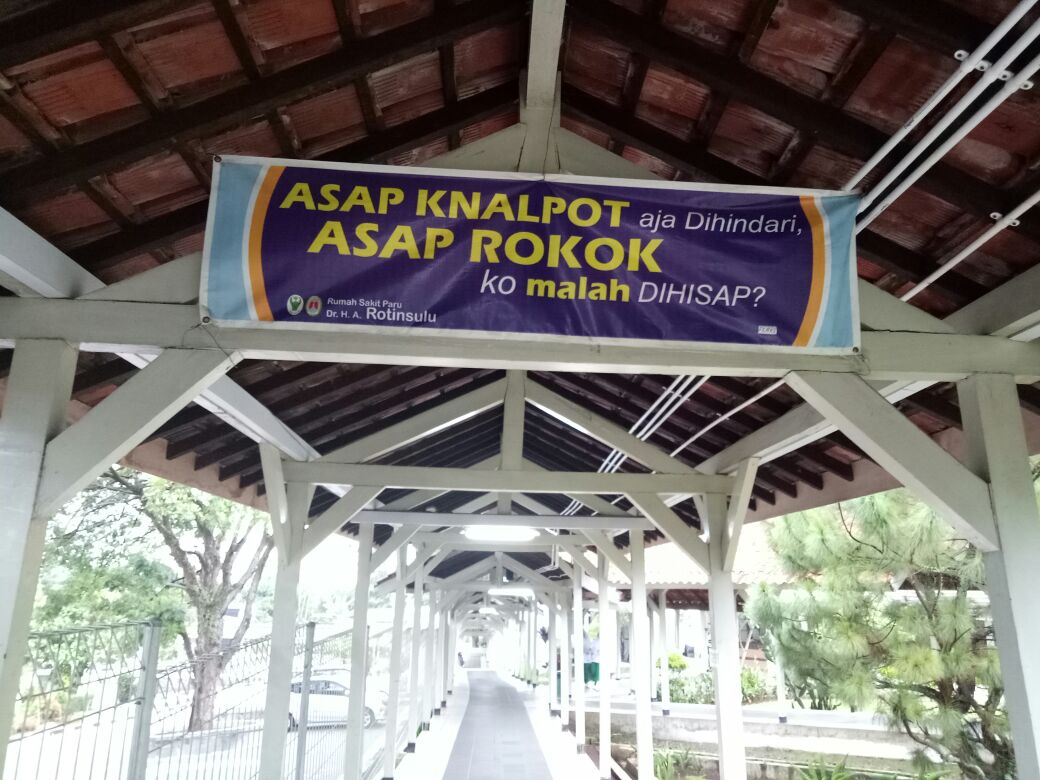 ASAP KNALPOT aja Dihindari,
ASAP ROKOK
ko malah DIHISAP?
Rumah Sakit Paru
Dr. H. A. Rotinsulu